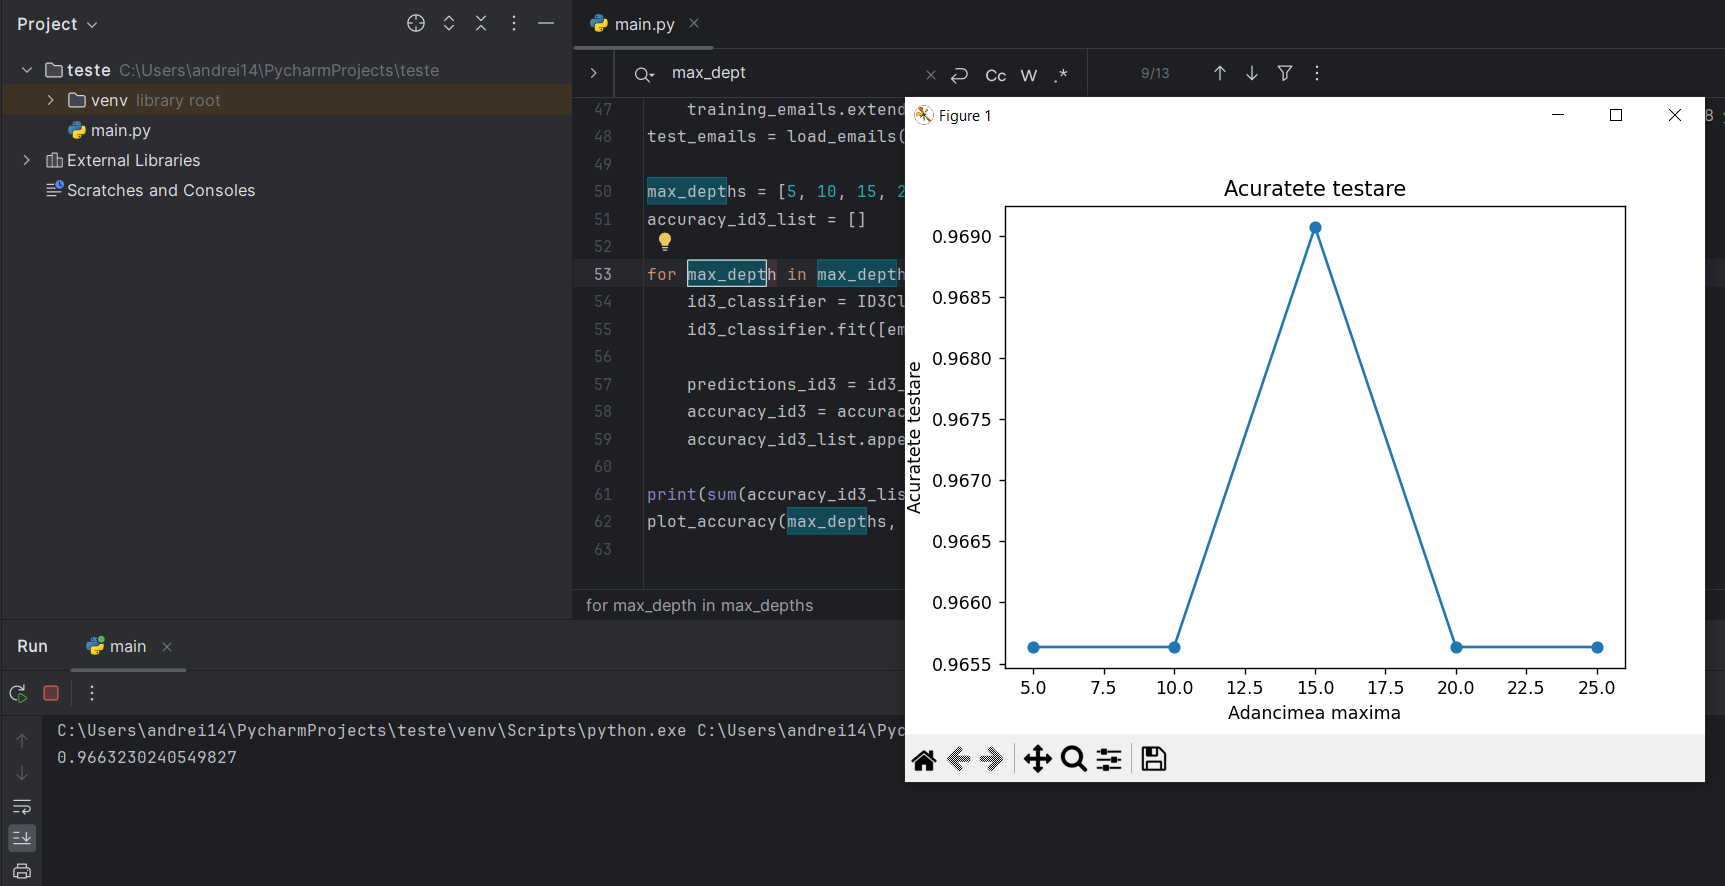 Project
teste C:\Users\andrei14\PycharmProjects\teste
venv library root
main.py
External Libraries
Scratches and Consoles
main.py
max_dept
Cc W .*
9/13
47 training_emails.extend
48 test_emails = load_emails(
49
50 max_depths = [5, 10, 15, 2
51 accuracy_id3_list = []
52
53 for max_depth in max_depth
54 id3_classifier = ID3Cl
55 id3_classifier.fit([em
56
57 predictions_id3 = id3_
58 accuracy_id3 = accurac
59 accuracy_id3_list.appe
60
61 print(sum(accuracy_id3_lis
62 plot_accuracy(max_depths,
63
for max_depth in max_depths
8
Figure 1
Acuratete testare
0.9690
0.9685
0.9680
0.9675
0.9670
0.9665
0.9660
0.9655
Acuratete testare
5.0 7.5 10.0 12.5 15.0 17.5 20.0 22.5 25.0
Adancimea maxima
Run main
C:\Users\andrei14\PycharmProjects\teste\venv\Scripts\python.exe C:\Users\andrei14\Pyc
0.9663230240549827